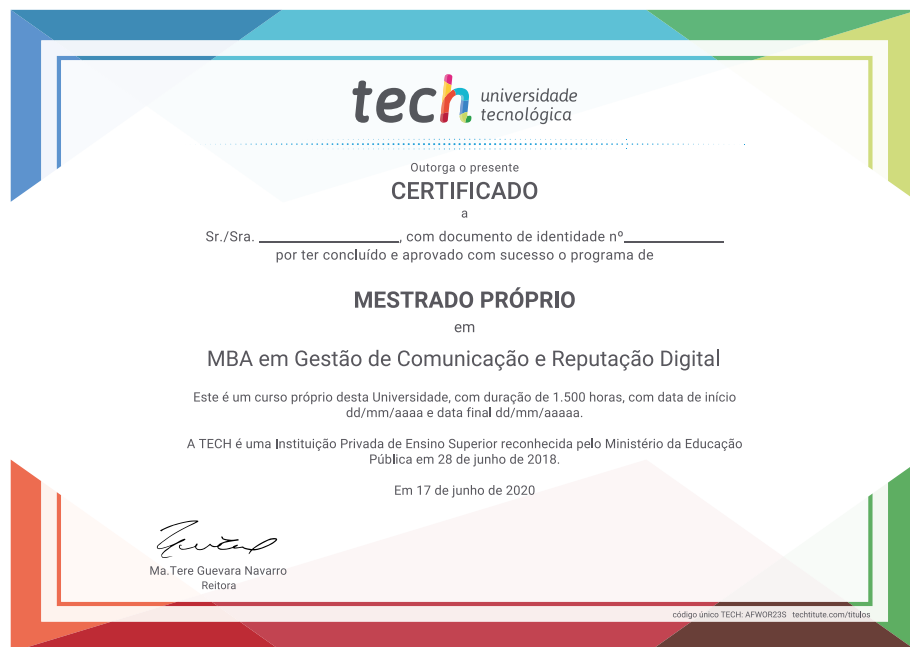 tech universidade
tecnológica
Outorga o presente
CERTIFICADO
a
Sr./Sra. ____________, com documento de identidade nº____________
por ter concluído e aprovado com sucesso o programa de
MESTRADO PRÓPRIO
em
MBA em Gestão de Comunicação e Reputação Digital
Este é um curso próprio desta Universidade, com duração de 1.500 horas, com data de início
dd/mm/aaaa e data final dd/mm/aaaaa.
A TECH é uma Instituição Privada de Ensino Superior reconhecida pelo Ministério da Educação
Pública em 28 de junho de 2018.
Em 17 de junho de 2020
Ma.Tere Guevara Navarro
Reitora
código único TECH: AFWOR23S techtitute.com/titulos